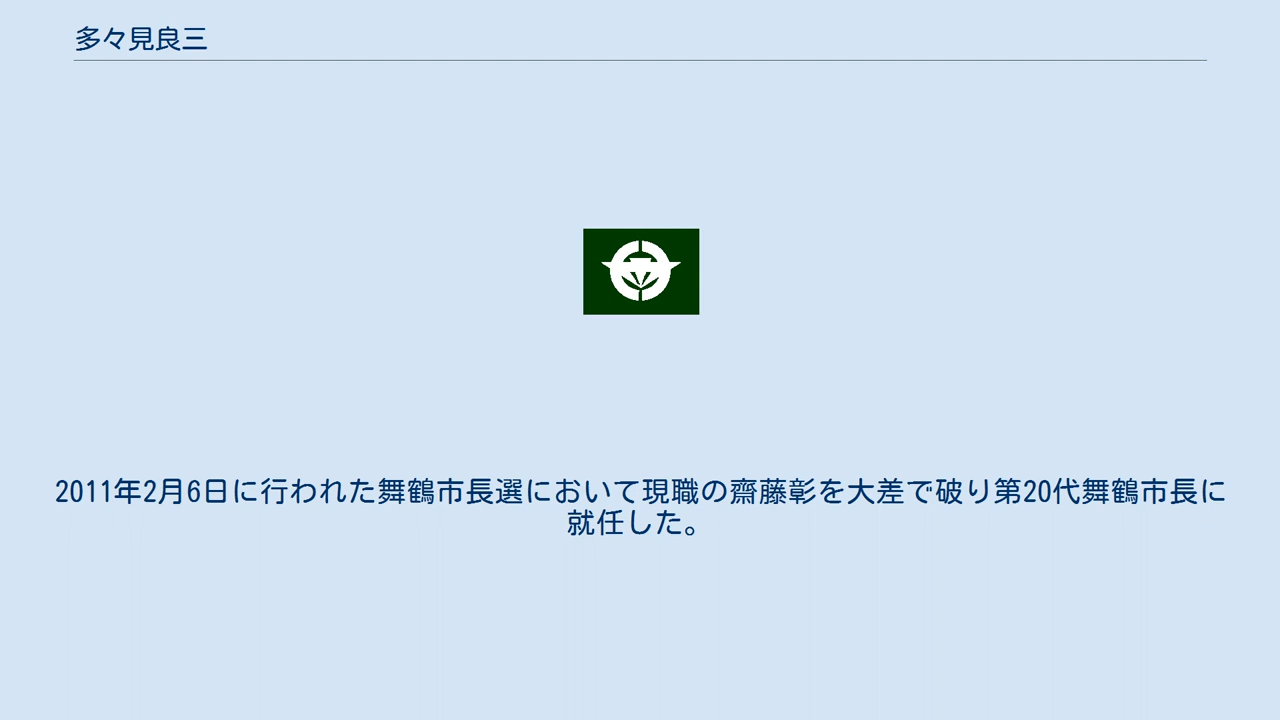 多々見良三
2011年2月6日に行われた舞鶴市長選において現職の齋藤彰を大差で破り第20代舞鶴市長に
就任した。